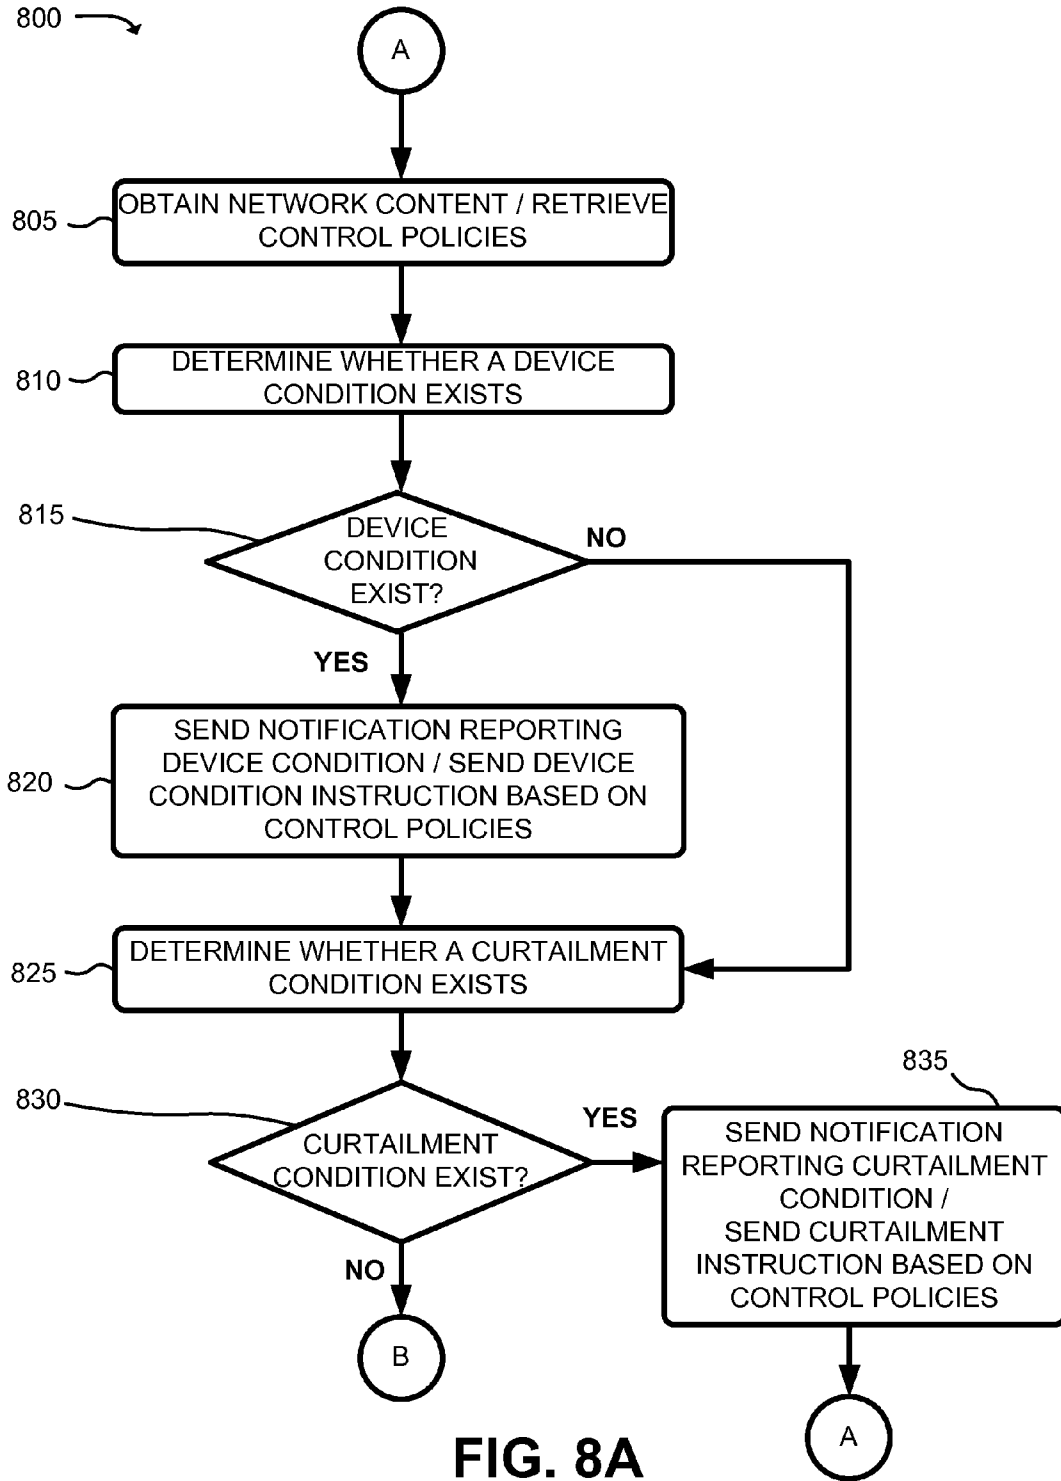 800
A
805
OBTAIN NETWORK CONTENT / RETRIEVE
CONTROL POLICIES
810
DETERMINE WHETHER A DEVICE
CONDITION EXISTS
815
DEVICE
CONDITION
EXIST?
NO
YES
820
SEND NOTIFICATION REPORTING
DEVICE CONDITION / SEND DEVICE
CONDITION INSTRUCTION BASED ON
CONTROL POLICIES
825
DETERMINE WHETHER A CURTAILMENT
CONDITION EXISTS
830
CURTAILMENT
CONDITION EXIST?
YES
NO
835
SEND NOTIFICATION
REPORTING CURTAILMENT
CONDITION /
SEND CURTAILMENT
INSTRUCTION BASED ON
CONTROL POLICIES
B
A
FIG. 8A